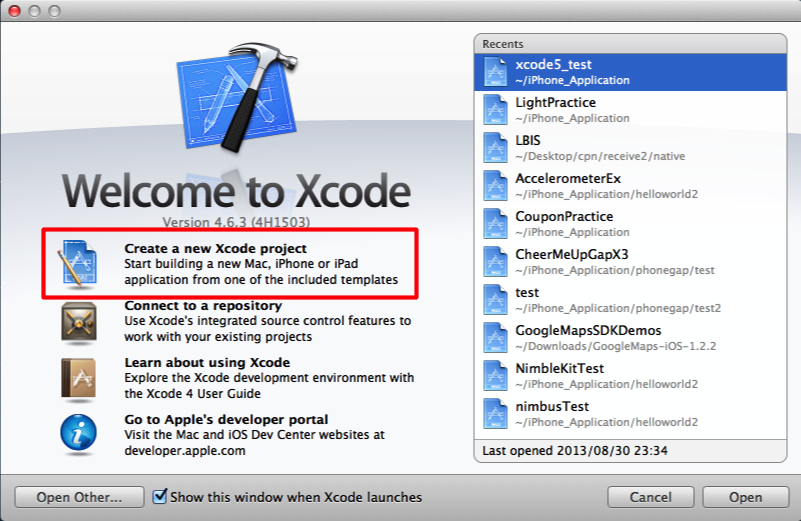 Welcome to Xcode
Version 4.6.3 (4H1503)
Create a new Xcode project
Start building a new Mac, iPhone or iPad
application from one of the included templates
Connect to a repository
Use Xcode's integrated source control features to
work with your existing projects
Learn about using Xcode
Explore the Xcode development environment with
the Xcode 4 User Guide
Go to Apple's developer portal
Visit the Mac and iOS Dev Center websites at
developer.apple.com
Recents
xcode5_test
~/iPhone_Application
LightPractice
~/iPhone_Application
LBIS
~/Desktop/cpn/receive2/native
AccelerometerEx
~/iPhone_Application/helloworld2
CouponPractice
~/iPhone_Application
CheerMeUpGapX3
~/iPhone_Application/phonegap/test
test
~/iPhone_Application/phonegap/test2
GoogleMapsSDKDemos
~/Downloads/GoogleMaps-iOS-1.2.2
NimbleKitTest
~/iPhone_Application/helloworld2
nimbusTest
~/iPhone_Application/helloworld2
Last opened 2013/08/30 23:34
Open Other...
Show this window when Xcode launches
Cancel
Open